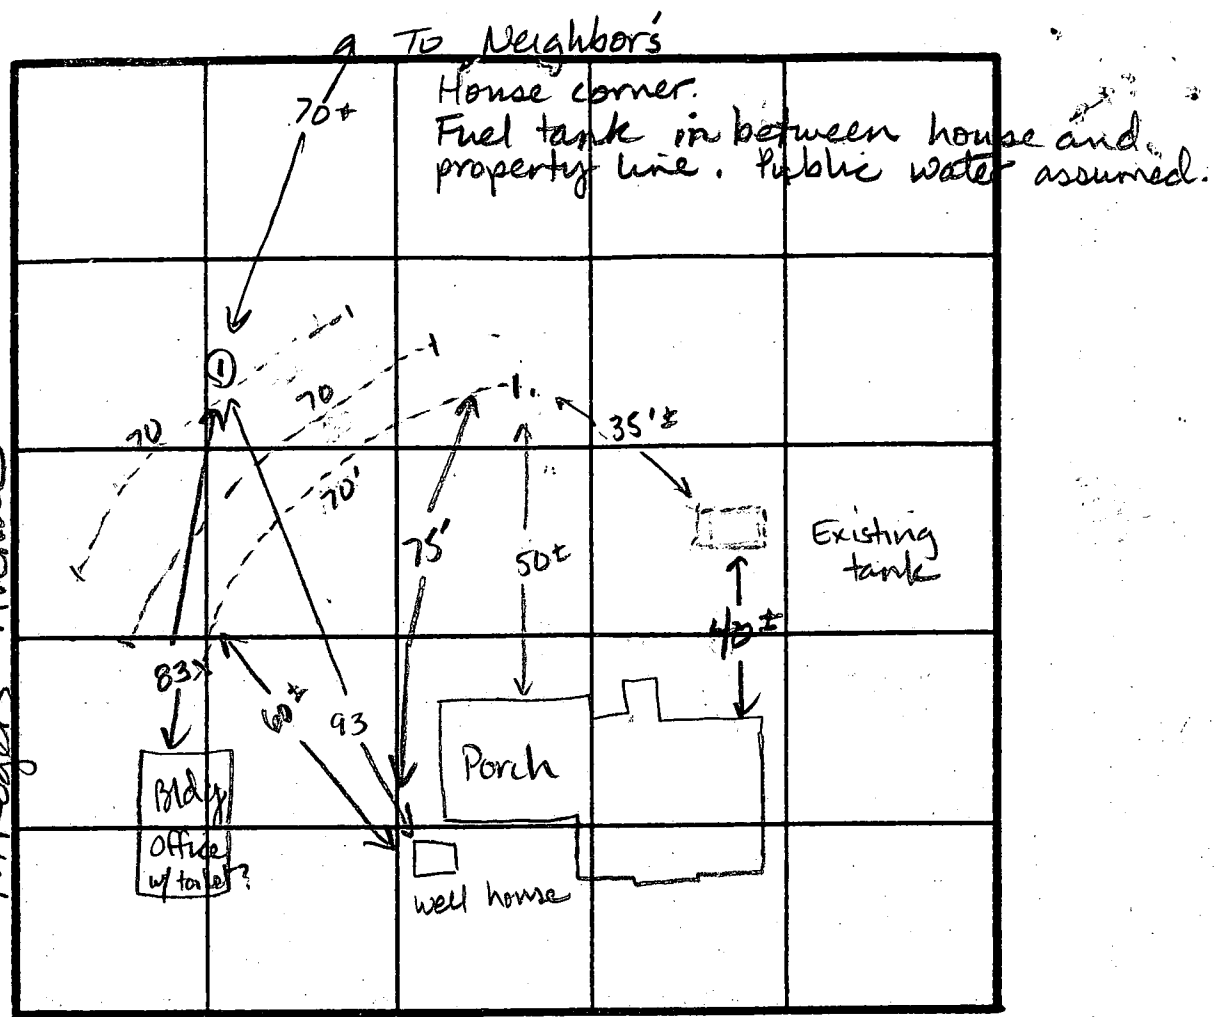 To Neighbor's
House corner.
Fuel tank in between house and
property line. Public water assumed.
70±
①
70
70
70'
35'±
75'
50±
Existing
tank
40±
83±
60±
93
Porch
Bldg
Office
w/ toilet?
well house